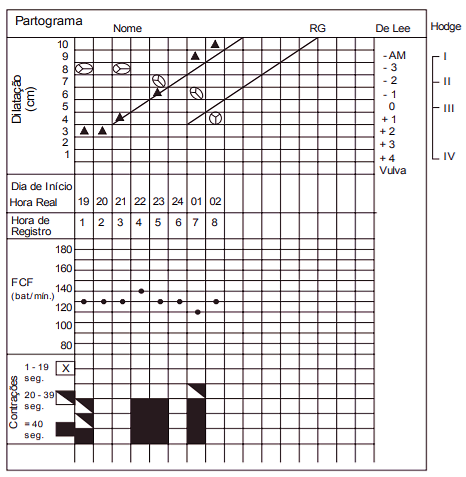 Partograma
Nome RG De Lee Hodge
Dilatação (cm)
10
9 - AM I
8 - 3
7 - 2 II
6 - 1
5 0 III
4 + 1
3 + 2
2 + 3
1 + 4 IV
Vulva
Dia de Início
Hora Real 19 20 21 22 23 24 01 02
Hora de Registro 1 2 3 4 5 6 7 8
FCF
(bat/mín.)
180
160
140
120
100
80
Contrações
1 - 19 seg. X
20 - 39 seg.
= 40 seg.